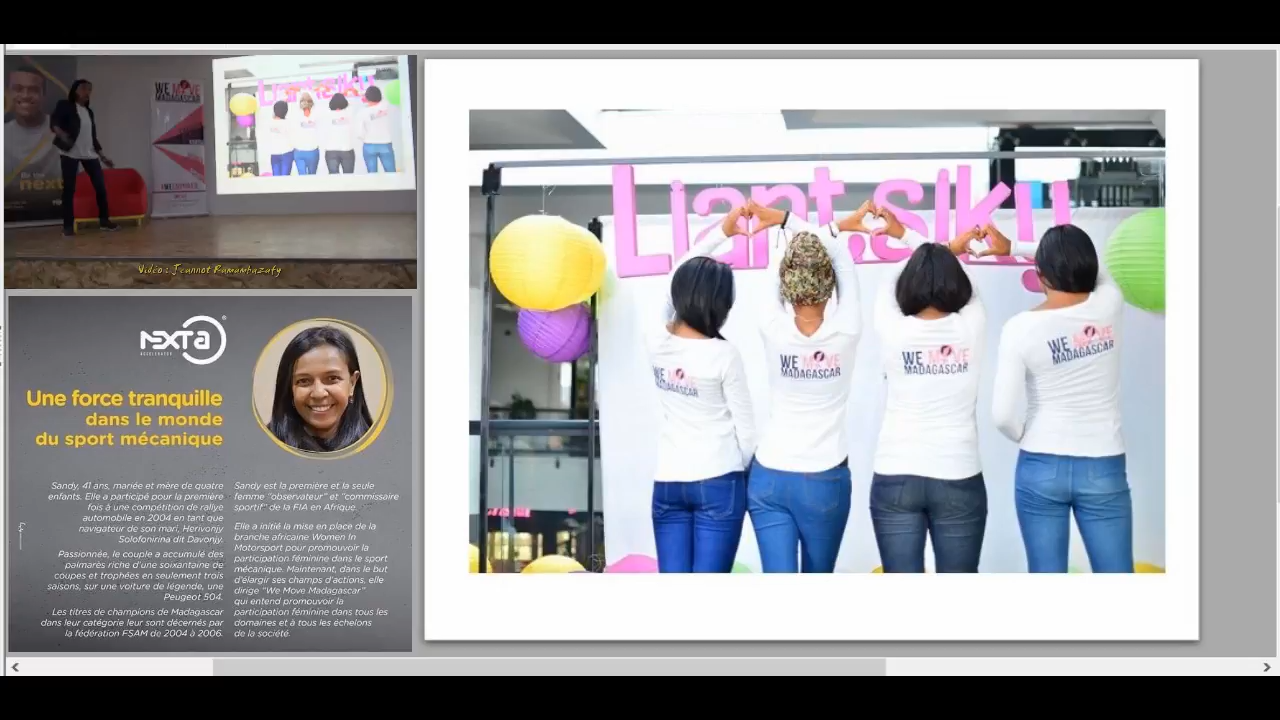 WE MOVE
MADAGASCAR
Be the
next
Vidéo : Jeannot Ramambazafy
NEXTA
ACCELERATOR
Une force tranquille
dans le monde
du sport mécanique
Sandy, 41 ans, mariée et mère de quatre
enfants. Elle a participé pour la première
fois à une compétition de rallye
automobile en 2004 en tant que
navigateur de son mari, Herivonjy
Solofonirina dit Davonjy.
Passionnée, le couple a accumulé des
palmarès riche d'une soixantaine de
coupes et trophées en seulement trois
saisons, sur une voiture de légende, une
Peugeot 504.
Les titres de champions de Madagascar
dans leur catégorie leur sont décernés par
la fédération FSAM de 2004 à 2006.
Sandy est la première et la seule
femme "observateur" et "commissaire
sportif" de la FIA en Afrique.
Elle a initié la mise en place de la
branche africaine Women In
Motorsport pour promouvoir la
participation féminine dans le sport
mécanique. Maintenant, dans le but
d'élargir ses champs d'actions, elle
dirige "We Move Madagascar"
qui entend promouvoir la
participation féminine dans tous les
domaines et à tous les échelons
de la société.
Liantsiku
WE MOVE
MADAGASCAR
WE MOVE
MADAGASCAR
WE MOVE
MADAGASCAR
WE MOVE
MADAGASCAR